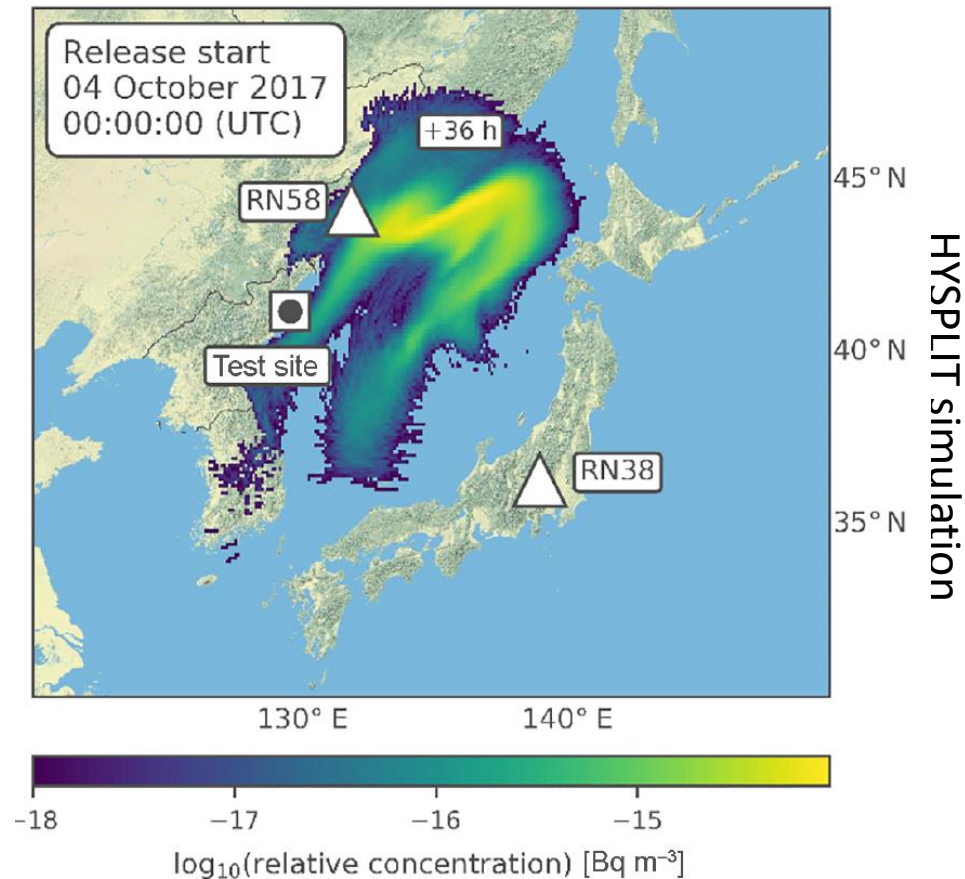 Release start
04 October 2017
00:00:00 (UTC)
+36 h
RN58
Test site
RN38
45° N
40° N
35° N
130° E
140° E
HYSPLIT simulation
-18
−17
−16
−15
log₁₀(relative concentration) [Bq m⁻³]